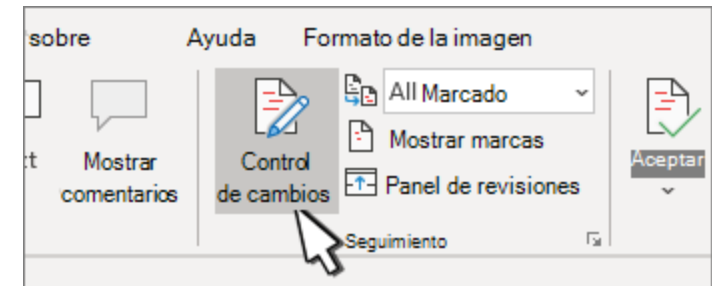 sobre Ayuda Formato de la imagen
:t
Mostrar
comentarios
Control
de cambios
All Marcado
Mostrar marcas
Panel de revisiones
Seguimiento
Aceptar